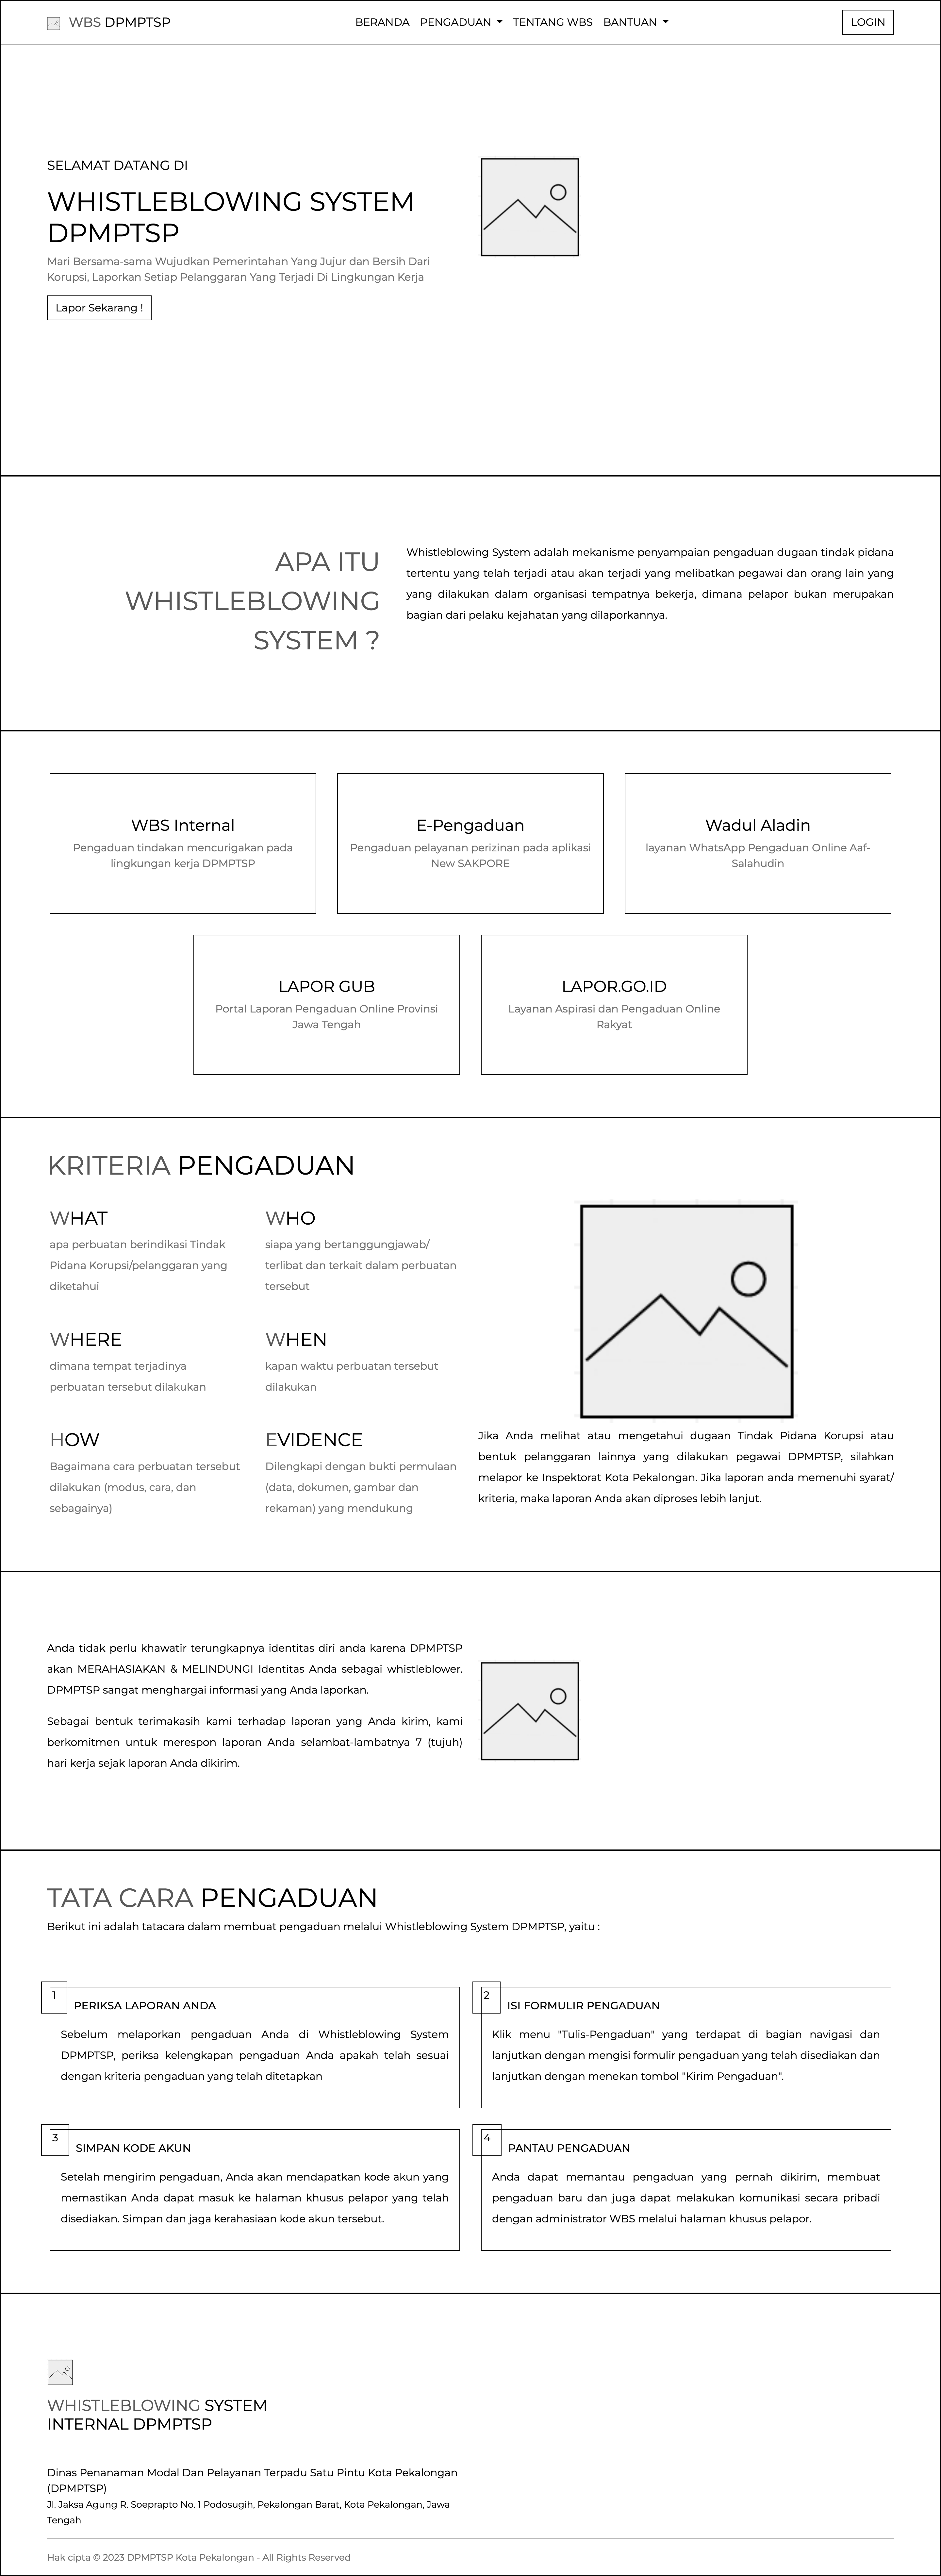 WBS DPMPTSP
BERANDA PENGADUAN TENTANG WBS BANTUAN
LOGIN
SELAMAT DATANG DI
WHISTLEBLOWING SYSTEM
DPMPTSP
Mari Bersama-sama Wujudkan Pemerintahan Yang Jujur dan Bersih Dari
Korupsi, Laporkan Setiap Pelanggaran Yang Terjadi Di Lingkungan Kerja
Lapor Sekarang !
APA ITU
WHISTLEBLOWING
SYSTEM ?
Whistleblowing System adalah mekanisme penyampaian pengaduan dugaan tindak pidana
tertentu yang telah terjadi atau akan terjadi yang melibatkan pegawai dan orang lain yang
yang dilakukan dalam organisasi tempatnya bekerja, dimana pelapor bukan merupakan
bagian dari pelaku kejahatan yang dilaporkannya.
WBS Internal
Pengaduan tindakan mencurigakan pada
lingkungan kerja DPMPTSP
E-Pengaduan
Pengaduan pelayanan perizinan pada aplikasi
New SAKPORE
Wadul Aladin
layanan WhatsApp Pengaduan Online Aaf-
Salahudin
LAPOR GUB
Portal Laporan Pengaduan Online Provinsi
Jawa Tengah
LAPOR.GO.ID
Layanan Aspirasi dan Pengaduan Online
Rakyat
KRITERIA PENGADUAN
WHAT
apa perbuatan berindikasi Tindak
Pidana Korupsi/pelanggaran yang
diketahui
WHO
siapa yang bertanggungjawab/
terlibat dan terkait dalam perbuatan
tersebut
WHERE
dimana tempat terjadinya
perbuatan tersebut dilakukan
WHEN
kapan waktu perbuatan tersebut
dilakukan
HOW
Bagaimana cara perbuatan tersebut
dilakukan (modus, cara, dan
sebagainya)
EVIDENCE
Dilengkapi dengan bukti permulaan
(data, dokumen, gambar dan
rekaman) yang mendukung
Jika Anda melihat atau mengetahui dugaan Tindak Pidana Korupsi atau
bentuk pelanggaran lainnya yang dilakukan pegawai DPMPTSP, silahkan
melapor ke Inspektorat Kota Pekalongan. Jika laporan anda memenuhi syarat/
kriteria, maka laporan Anda akan diproses lebih lanjut.
Anda tidak perlu khawatir terungkapnya identitas diri anda karena DPMPTSP
akan MERAHASIAKAN & MELINDUNGI Identitas Anda sebagai whistleblower.
DPMPTSP sangat menghargai informasi yang Anda laporkan.
Sebagai bentuk terimakasih kami terhadap laporan yang Anda kirim, kami
berkomitmen untuk merespon laporan Anda selambat-lambatnya 7 (tujuh)
hari kerja sejak laporan Anda dikirim.
TATA CARA PENGADUAN
Berikut ini adalah tatacara dalam membuat pengaduan melalui Whistleblowing System DPMPTSP, yaitu :
1
PERIKSA LAPORAN ANDA
Sebelum melaporkan pengaduan Anda di Whistleblowing System
DPMPTSP, periksa kelengkapan pengaduan Anda apakah telah sesuai
dengan kriteria pengaduan yang telah ditetapkan
2
ISI FORMULIR PENGADUAN
Klik menu "Tulis-Pengaduan" yang terdapat di bagian navigasi dan
lanjutkan dengan mengisi formulir pengaduan yang telah disediakan dan
lanjutkan dengan menekan tombol "Kirim Pengaduan".
3
SIMPAN KODE AKUN
Setelah mengirim pengaduan, Anda akan mendapatkan kode akun yang
memastikan Anda dapat masuk ke halaman khusus pelapor yang telah
disediakan. Simpan dan jaga kerahasiaan kode akun tersebut.
4
PANTAU PENGADUAN
Anda dapat memantau pengaduan yang pernah dikirim, membuat
pengaduan baru dan juga dapat melakukan komunikasi secara pribadi
dengan administrator WBS melalui halaman khusus pelapor.
WHISTLEBLOWING SYSTEM
INTERNAL DPMPTSP
Dinas Penanaman Modal Dan Pelayanan Terpadu Satu Pintu Kota Pekalongan
(DPMPTSP)
Jl. Jaksa Agung R. Soeprapto No. 1 Podosugih, Pekalongan Barat, Kota Pekalongan, Jawa
Tengah
Hak cipta © 2023 DPMPTSP Kota Pekalongan - All Rights Reserved